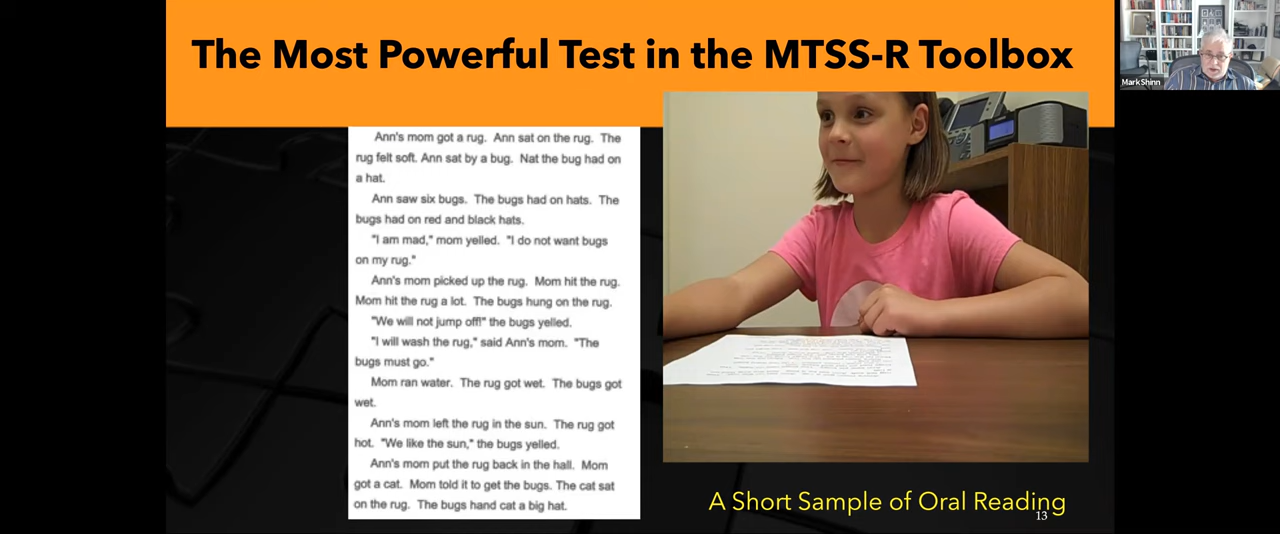 The Most Powerful Test in the MTSS-R Toolbox
Mark Shinn
Ann's mom got a rug. Ann sat on the rug. The
rug felt soft. Ann sat by a bug. Nat the bug had on
a hat.
Ann saw six bugs. The bugs had on hats. The
bugs had on red and black hats.
"I am mad," mom yelled. "I do not want bugs
on my rug."
Ann's mom picked up the rug. Mom hit the rug.
Mom hit the rug a lot. The bugs hung on the rug.
"We will not jump off!" the bugs yelled.
"I will wash the rug," said Ann's mom. "The
bugs must go."
Mom ran water. The rug got wet. The bugs got
wet.
Ann's mom left the rug in the sun. The rug got
hot. "We like the sun," the bugs yelled.
Ann's mom put the rug back in the hall. Mom
got a cat. Mom told it to get the bugs. The cat sat
on the rug. The bugs hand cat a big hat.
A Short Sample of Oral Reading
13